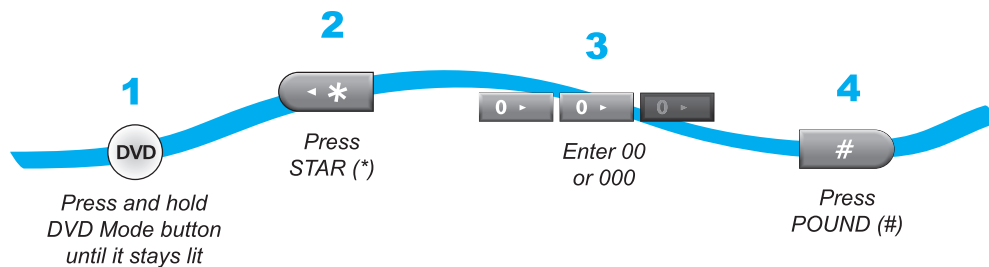 1
DVD
Press and hold
DVD Mode button
until it stays lit
2
*
Press
STAR (*)
3
0 0 0
Enter 00
or 000
4
#
Press
POUND (#)